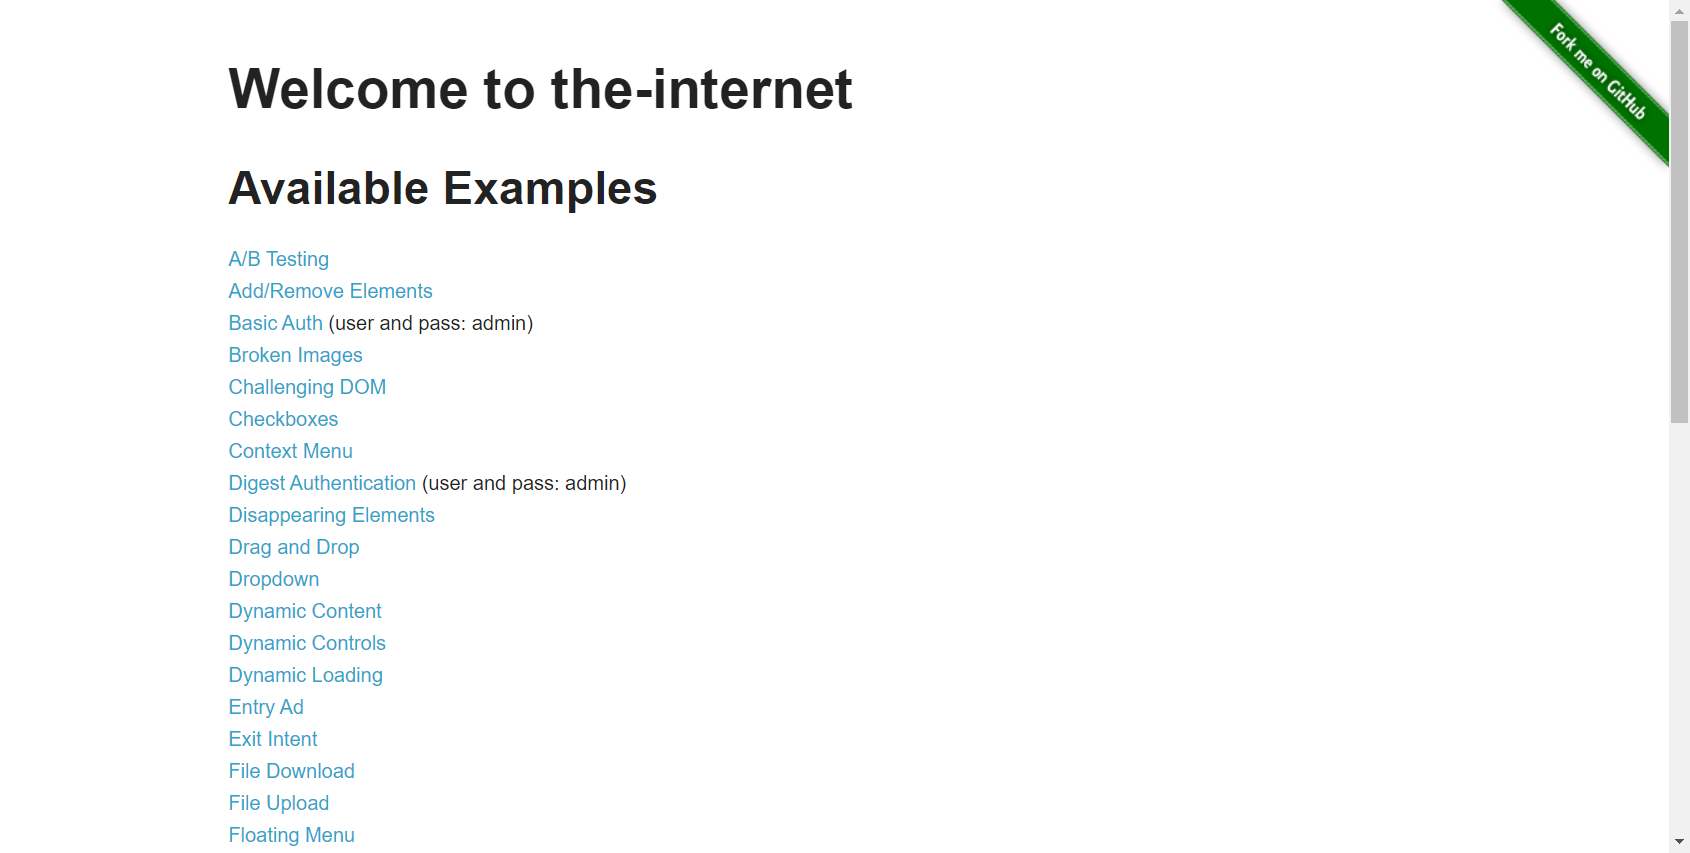 Fork me on GitHub
Welcome to the-internet
Available Examples
A/B Testing
Add/Remove Elements
Basic Auth (user and pass: admin)
Broken Images
Challenging DOM
Checkboxes
Context Menu
Digest Authentication (user and pass: admin)
Disappearing Elements
Drag and Drop
Dropdown
Dynamic Content
Dynamic Controls
Dynamic Loading
Entry Ad
Exit Intent
File Download
File Upload
Floating Menu